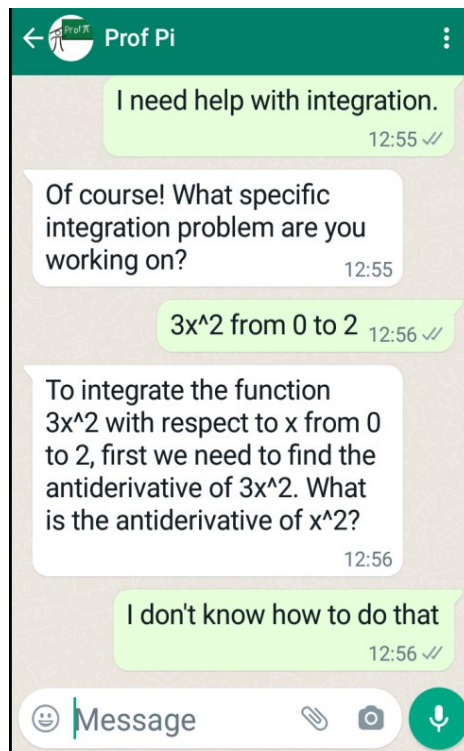 Prof π
Prof Pi
I need help with integration.
12:55
Of course! What specific
integration problem are you
working on?
12:55
3x^2 from 0 to 2
12:56
To integrate the function
3x^2 with respect to x from 0
to 2, first we need to find the
antiderivative of 3x^2. What
is the antiderivative of x^2?
12:56
I don't know how to do that
12:56
Message